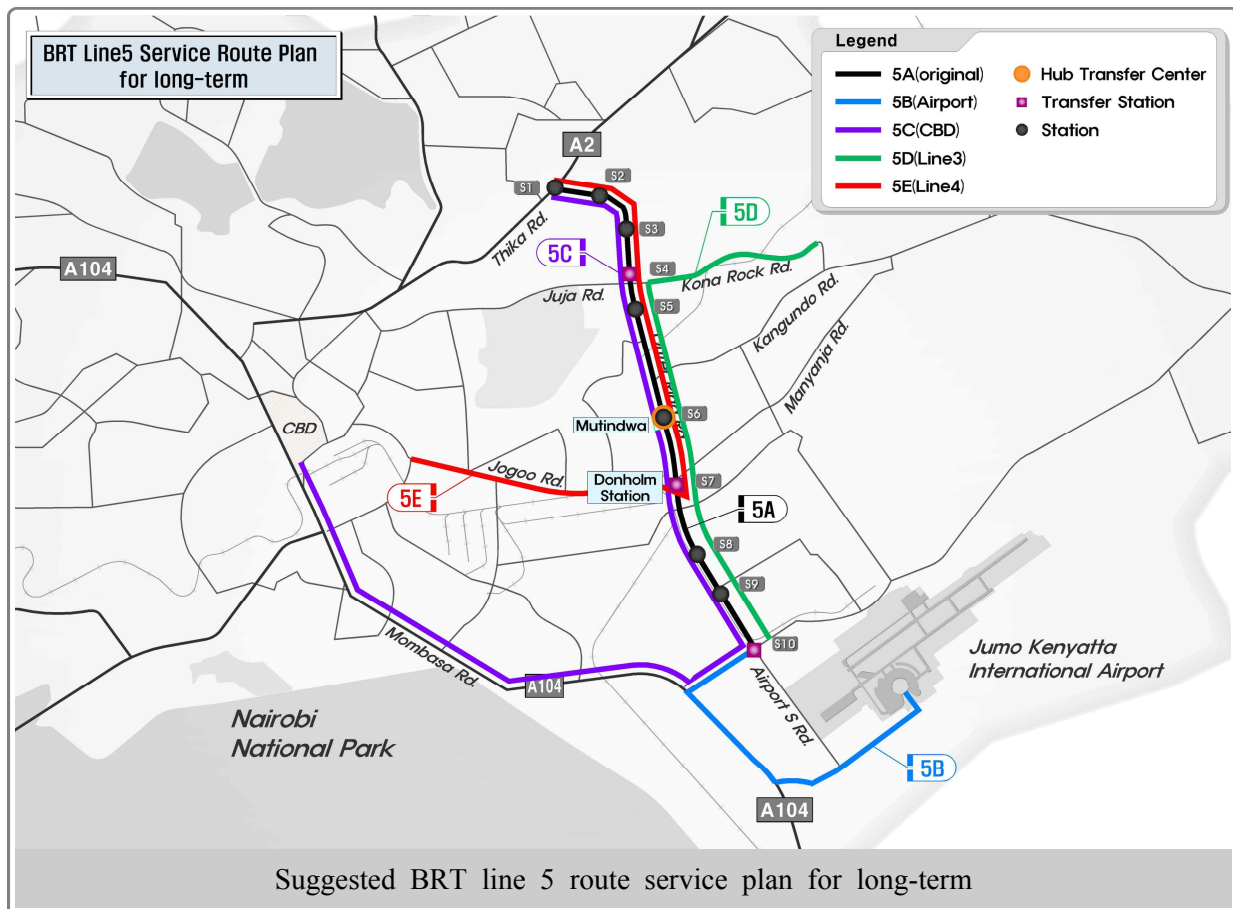 BRT Line5 Service Route Plan
for long-term
Legend
5A(original)
5B(Airport)
5C(CBD)
5D(Line3)
5E(Line4)
Hub Transfer Center
Transfer Station
Station
A2
S1
S2
S3
Thika Rd.
5C
5D
A104
S4
Kona Rock Rd.
Juja Rd.
S5
Kangundo Rd.
Manyanja Rd.
CBD
Mutindwa
S6
Jogoo Rd.
Donholm
Station
S7
5E
5A
S8
S9
S10
Mombasa Rd.
A104
Airport S Rd.
Jumo Kenyatta
International Airport
Nairobi
National Park
5B
A104
Suggested BRT line 5 route service plan for long-term